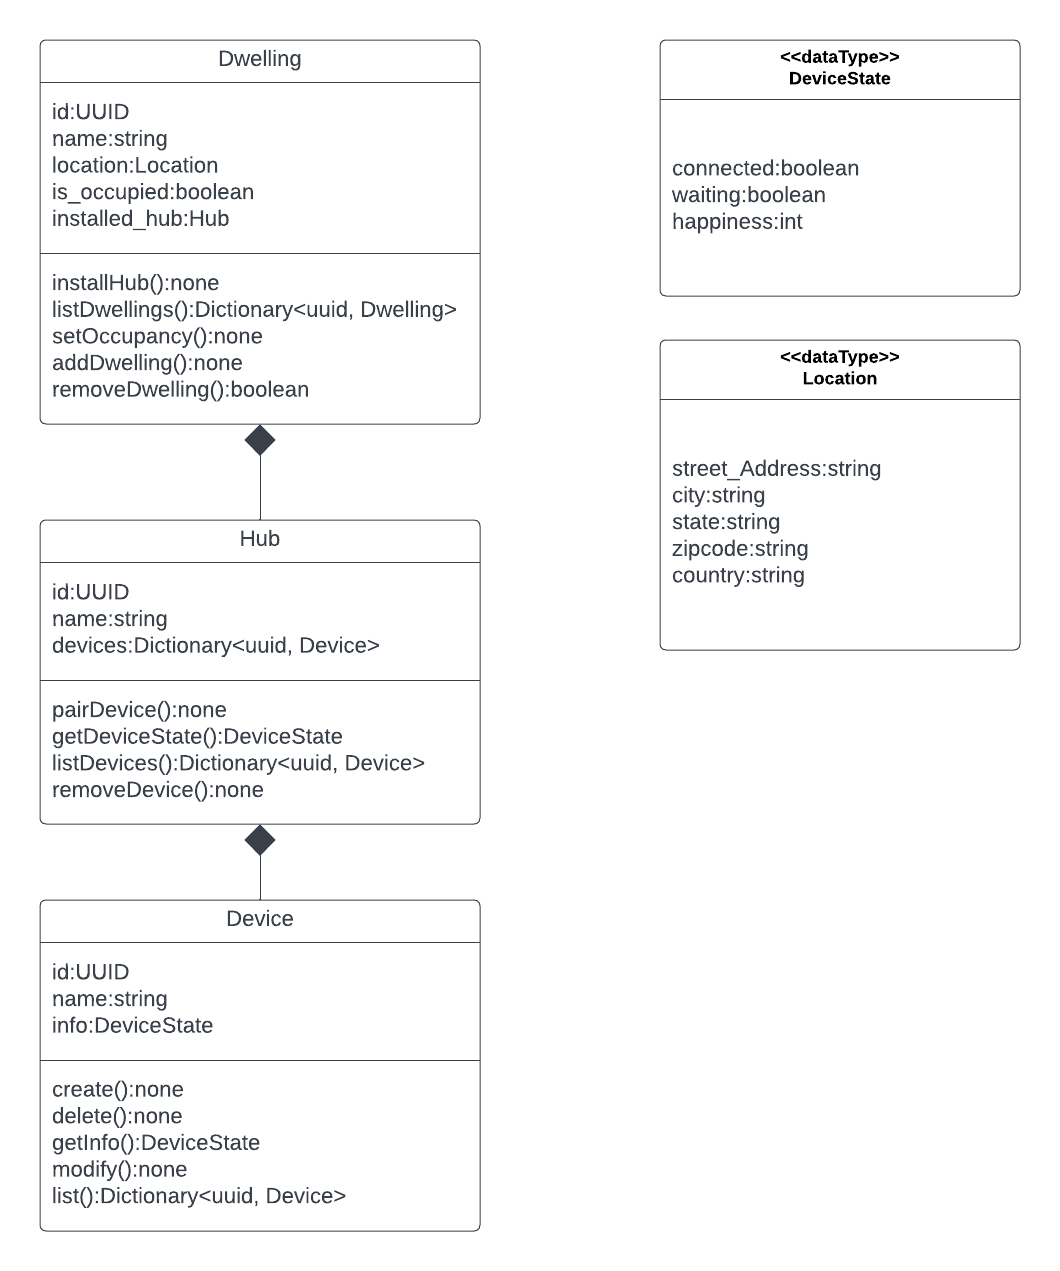 Dwelling
id:UUID
name:string
location:Location
is_occupied:boolean
installed_hub:Hub
installHub():none
listDwellings():Dictionary<uuid, Dwelling>
setOccupancy():none
addDwelling():none
removeDwelling():boolean
Hub
id:UUID
name:string
devices:Dictionary<uuid, Device>
pairDevice():none
getDeviceState():DeviceState
listDevices():Dictionary<uuid, Device>
removeDevice():none
Device
id:UUID
name:string
info:DeviceState
create():none
delete():none
getInfo():DeviceState
modify():none
list():Dictionary<uuid, Device>
<<dataType>>
DeviceState
connected:boolean
waiting:boolean
happiness:int
<<dataType>>
Location
street_Address:string
city:string
state:string
zipcode:string
country:string